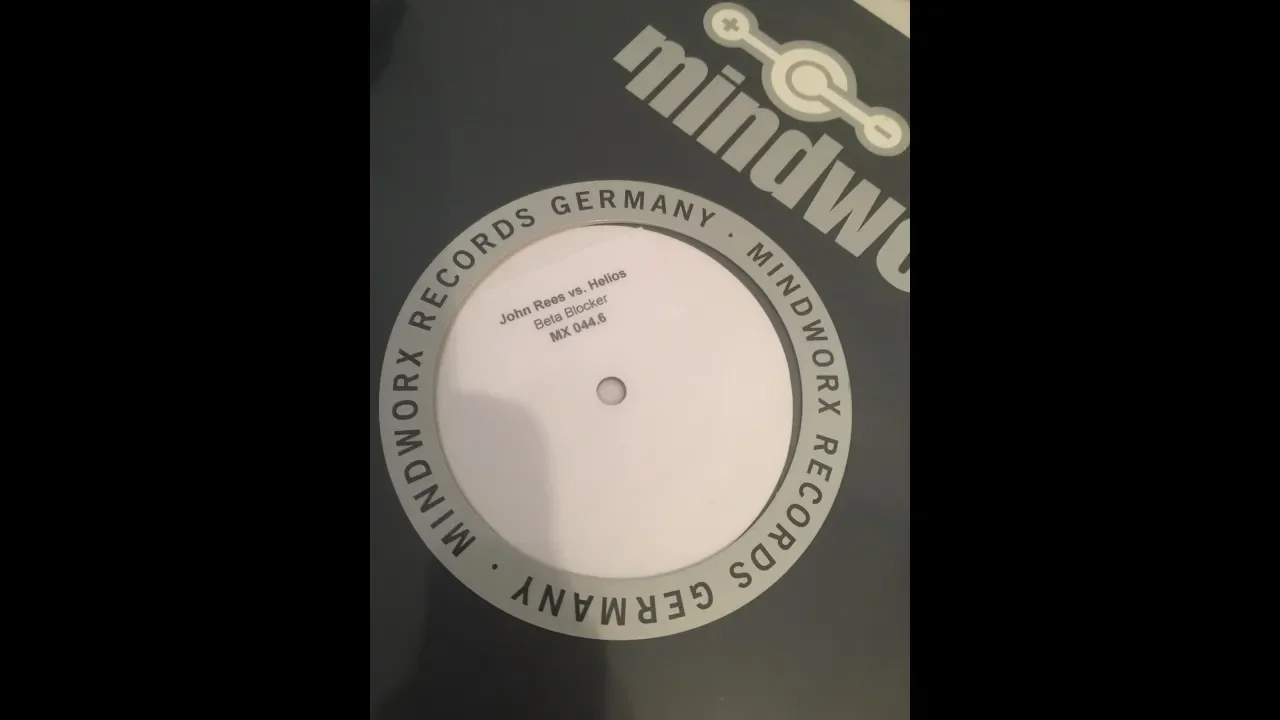 mindwo
MINDWORX RECORDS GERMANY · MINDWORX RECORDS GERMANY ·
John Rees vs. Helios
Beta Blocker
MX 044.6